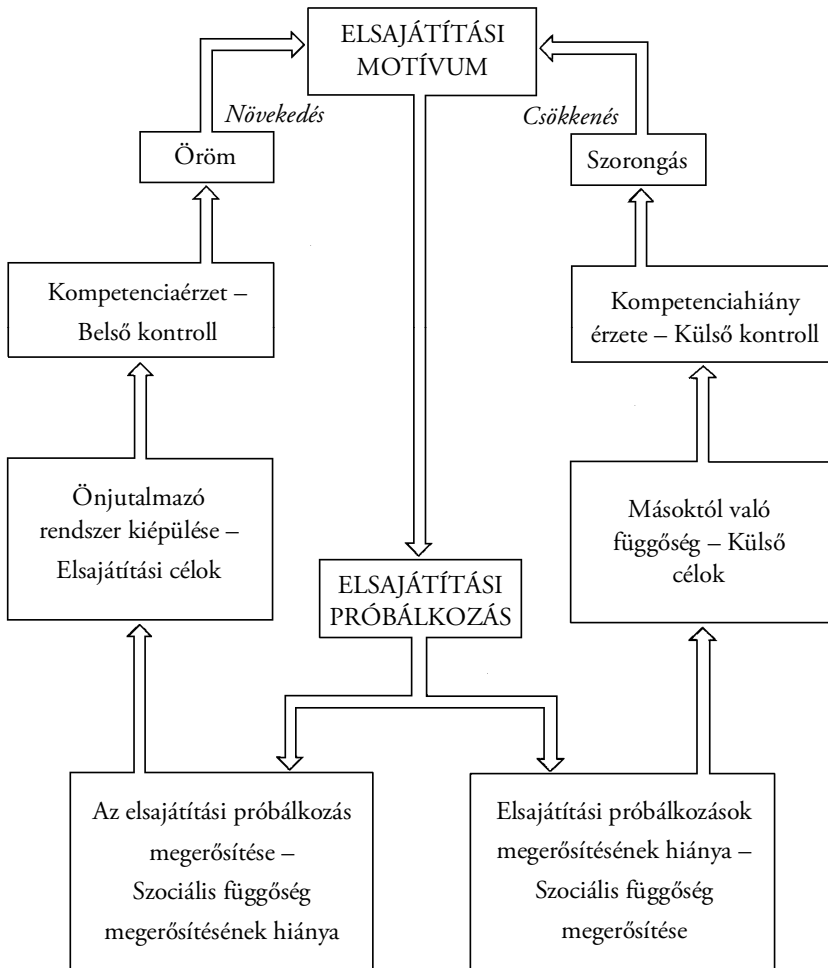 ELSAJÁTÍTÁSI
MOTÍVUM
Növekedés
Csökkenés
Öröm
Szorongás
Kompetenciaérzet –
Belső kontroll
Kompetenciahiány
érzete – Külső kontroll
Önjutalmazó
rendszer kiépülése –
Elsajátítási célok
Másoktól való
függőség – Külső
célok
ELSAJÁTÍTÁSI
PRÓBÁLKOZÁS
Az elsajátítási próbálkozás
megerősítése –
Szociális függőség
megerősítésének hiánya
Elsajátítási próbálkozások
megerősítésének hiánya –
Szociális függőség
megerősítése